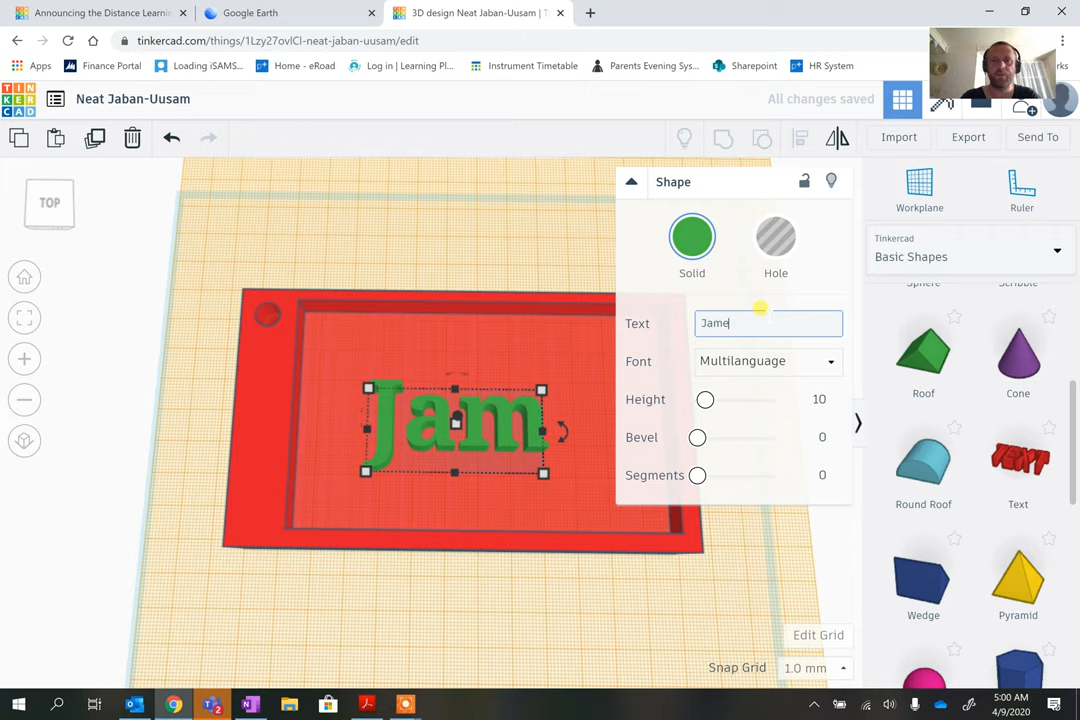 Announcing the Distance Learnin
Google Earth
3D design Neat Jaban-Uusam | T
tinkercad.com/things/1Lzy27ovlCl-neat-jaban-uusam/edit
Apps
Finance Portal
Loading iSAMS...
Home - eRoad
Log in | Learning Pl...
Instrument Timetable
Parents Evening Sys...
Sharepoint
HR System
TIN
KER
CAD
Neat Jaban-Uusam
All changes saved
Import
Export
Send To
TOP
Shape
Solid
Hole
Text
Jame
Font
Multilanguage
Height
10
Bevel
0
Segments
0
Jam
Workplane
Ruler
Tinkercad
Basic Shapes
Sphere
Scribble
Roof
Cone
TEXT
Round Roof
Text
Wedge
Pyramid
Edit Grid
Snap Grid
1.0 mm
5:00 AM
4/9/2020